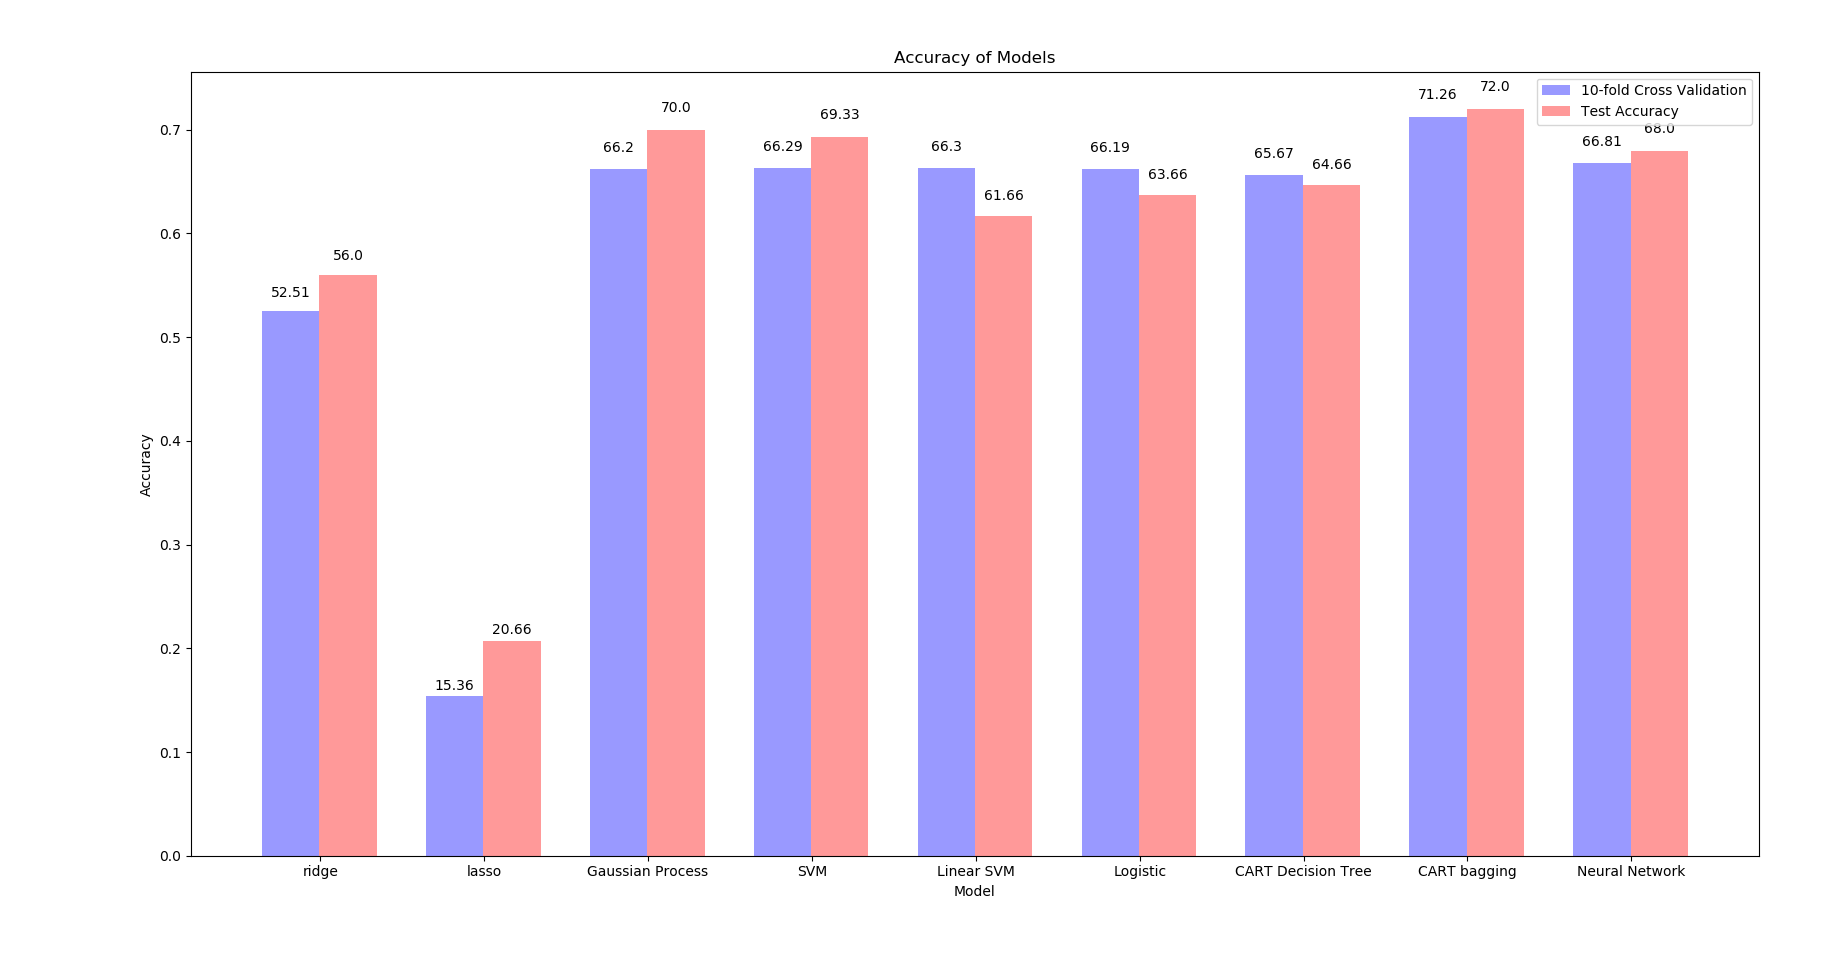 Accuracy of Models
10-fold Cross Validation
Test Accuracy
Accuracy
0.7
0.6
0.5
0.4
0.3
0.2
0.1
0.0
52.51
56.0
15.36
20.66
66.2
70.0
66.29
69.33
66.3
61.66
66.19
63.66
65.67
64.66
71.26
72.0
66.81
68.0
ridge
lasso
Gaussian Process
SVM
Linear SVM
Logistic
CART Decision Tree
CART bagging
Neural Network
Model